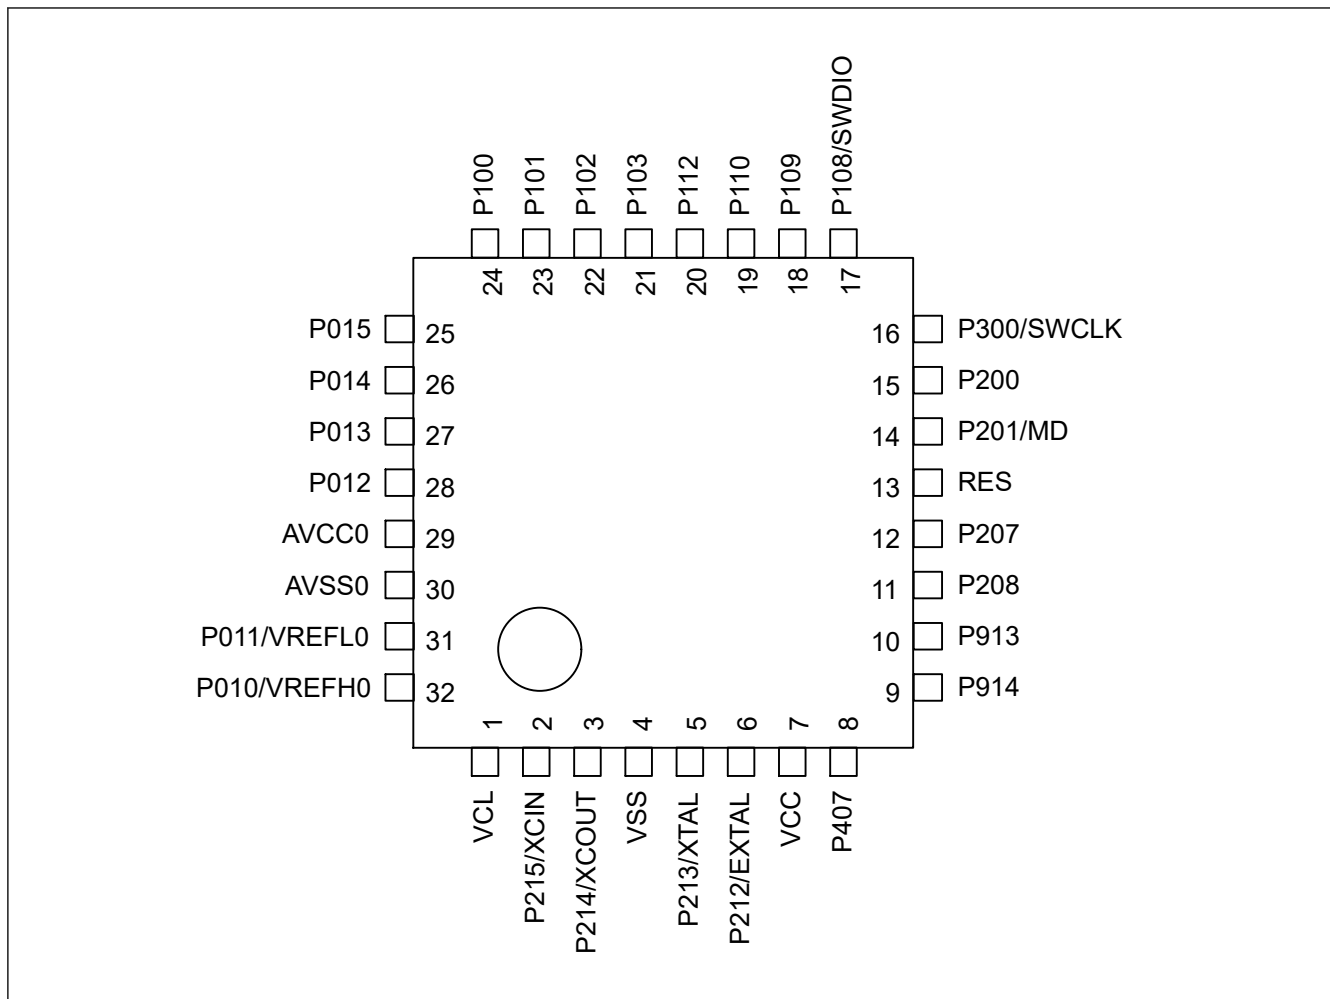 P100
P101
P102
P103
P112
P110
P109
P108/SWDIO
24
23
22
21
20
19
18
17
P015 25
P014 26
P013 27
P012 28
AVCC0 29
AVSS0 30
P011/VREFL0 31
P010/VREFH0 32
16 P300/SWCLK
15 P200
14 P201/MD
13 RES
12 P207
11 P208
10 P913
9 P914
1
2
3
4
5
6
7
8
VCL
P215/XCIN
P214/XCOUT
VSS
P213/XTAL
P212/EXTAL
VCC
P407